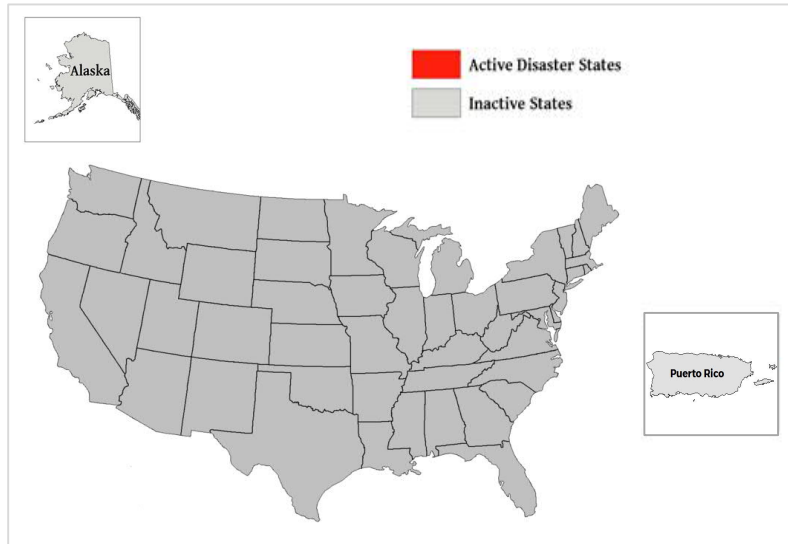 Alaska
Active Disaster States
Inactive States
Puerto Rico